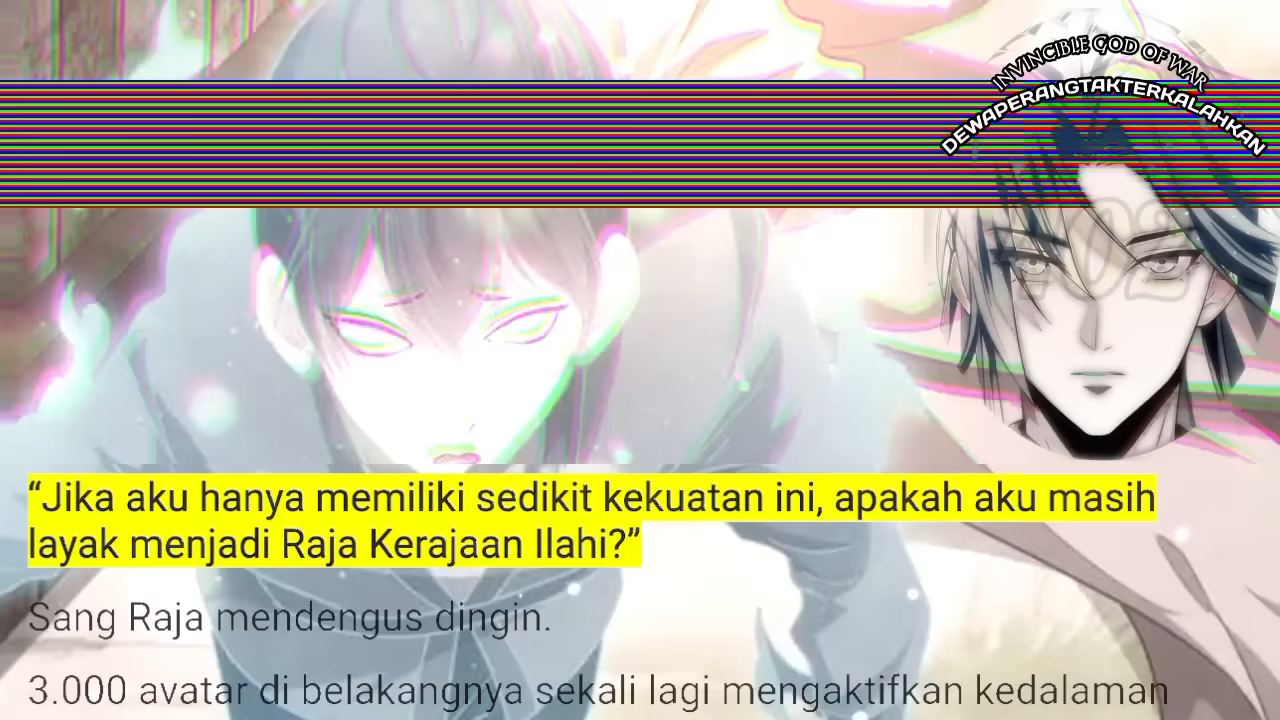 INVINCIBLE GOD OF WAR
DEWAPERANGTAKTERKALAHKAN
“Jika aku hanya memiliki sedikit kekuatan ini, apakah aku masih
layak menjadi Raja Kerajaan Ilahi?”
Sang Raja mendengus dingin.
3.000 avatar di belakangnya sekali lagi mengaktifkan kedalaman